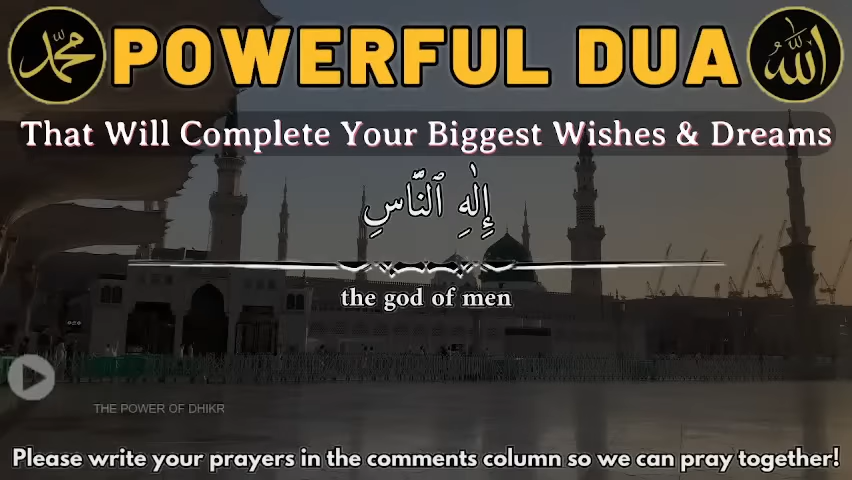 محمد POWERFUL DUA الله
That Will Complete Your Biggest Wishes & Dreams
إِلَٰهِ ٱلنَّاسِ
the god of men
THE POWER OF DHIKR
Please write your prayers in the comments column so we can pray together!